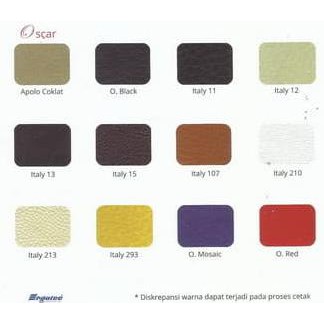 Oscar
Apolo Coklat O. Black Italy 11 Italy 12
Italy 13 Italy 15 Italy 107 Italy 210
Italy 213 Italy 293 O. Mosaic O. Red
Ergotec * Diskrepansi warna dapat terjadi pada proses cetak